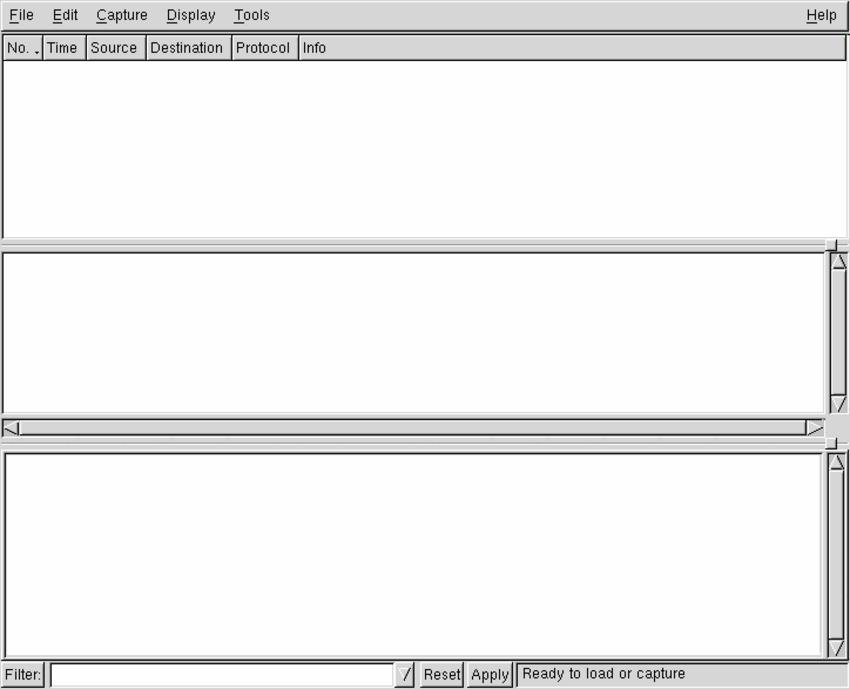 File Edit Capture Display Tools Help
No. Time Source Destination Protocol Info
Filter: Reset Apply Ready to load or capture